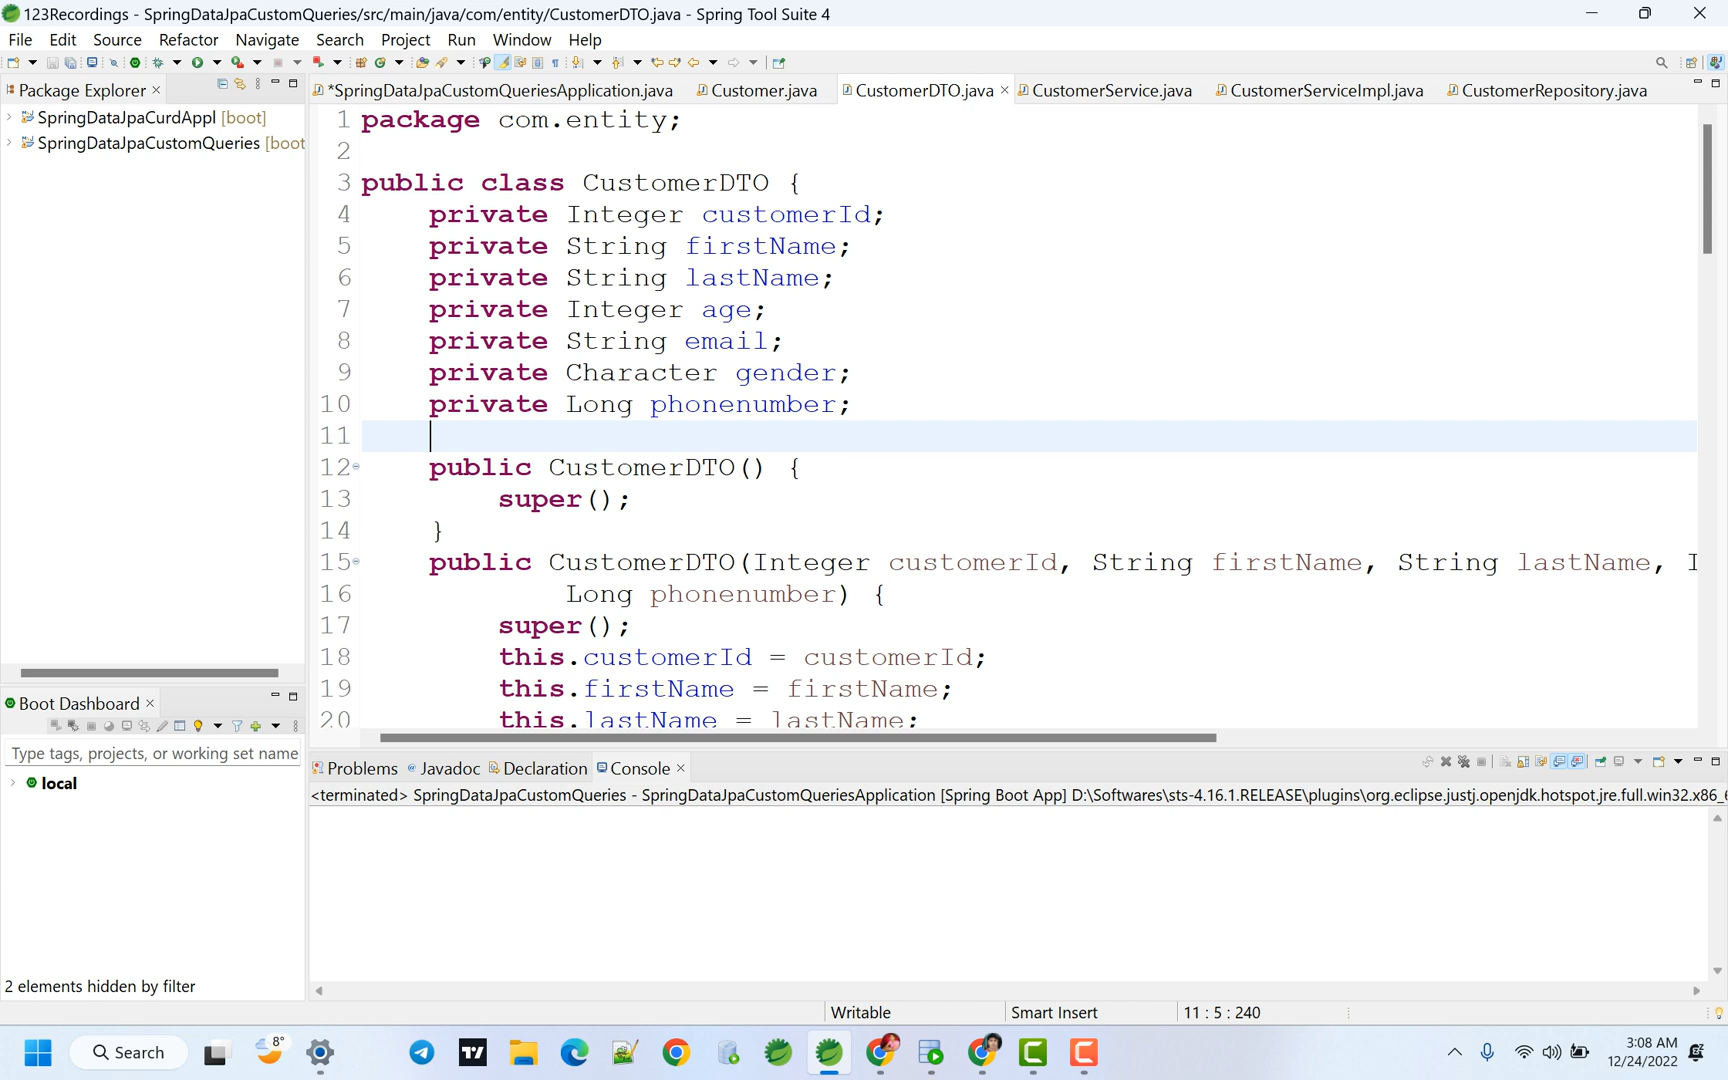 123Recordings - SpringDataJpaCustomQueries/src/main/java/com/entity/CustomerDTO.java - Spring Tool Suite 4
File Edit Source Refactor Navigate Search Project Run Window Help
Package Explorer
*SpringDataJpaCustomQueriesApplication.java Customer.java CustomerDTO.java CustomerService.java CustomerServiceImpl.java CustomerRepository.java
SpringDataJpaCurdAppl [boot]
SpringDataJpaCustomQueries [boot
1 package com.entity;
2
3 public class CustomerDTO {
4 private Integer customerId;
5 private String firstName;
6 private String lastName;
7 private Integer age;
8 private String email;
9 private Character gender;
10 private Long phonenumber;
11
12 public CustomerDTO() {
13 super();
14 }
15 public CustomerDTO(Integer customerId, String firstName, String lastName, I
16 Long phonenumber) {
17 super();
18 this.customerId = customerId;
19 this.firstName = firstName;
20 this.lastName = lastName;
Boot Dashboard
Type tags, projects, or working set name
local
2 elements hidden by filter
Problems Javadoc Declaration Console
<terminated> SpringDataJpaCustomQueries - SpringDataJpaCustomQueriesApplication [Spring Boot App] D:\Softwares\sts-4.16.1.RELEASE\plugins\org.eclipse.justj.openjdk.hotspot.jre.full.win32.x86_6
Writable Smart Insert 11 : 5 : 240
Search
8°
3:08 AM
12/24/2022